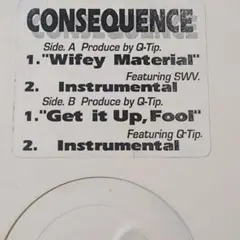 CONSEQUENCE
Side. A Produce by Q-Tip.
1."Wifey Material"
Featuring SWV.
2. Instrumental
Side. B Produce by Q-Tip.
1."Get it Up, Fool"
Featuring Q-Tip.
2. Instrumental